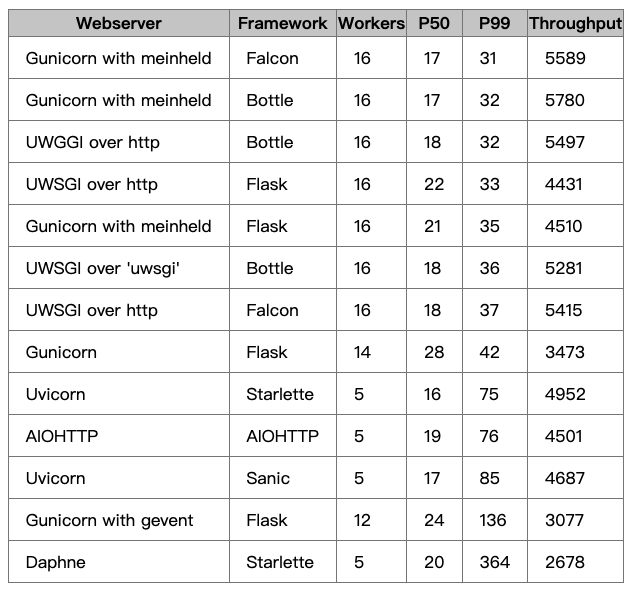 Webserver Framework Workers P50 P99 Throughput
Gunicorn with meinheld Falcon 16 17 31 5589
Gunicorn with meinheld Bottle 16 17 32 5780
UWGGI over http Bottle 16 18 32 5497
UWSGI over http Flask 16 22 33 4431
Gunicorn with meinheld Flask 16 21 35 4510
UWSGI over 'uwsgi' Bottle 16 18 36 5281
UWSGI over http Falcon 16 18 37 5415
Gunicorn Flask 14 28 42 3473
Uvicorn Starlette 5 16 75 4952
AIOHTTP AIOHTTP 5 19 76 4501
Uvicorn Sanic 5 17 85 4687
Gunicorn with gevent Flask 12 24 136 3077
Daphne Starlette 5 20 364 2678